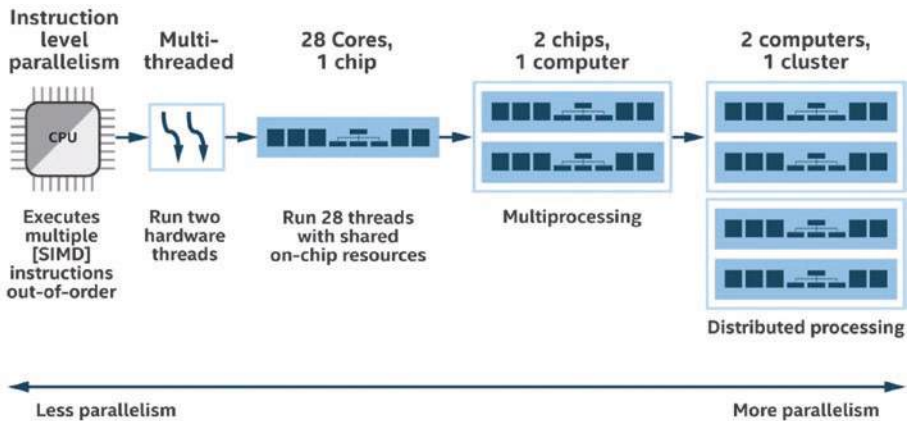 Instruction
level
parallelism
Multi-
threaded
28 Cores,
1 chip
2 chips,
1 computer
2 computers,
1 cluster
CPU
Executes
multiple
[SIMD]
instructions
out-of-order
Run two
hardware
threads
Run 28 threads
with shared
on-chip resources
Multiprocessing
Distributed processing
Less parallelism
More parallelism